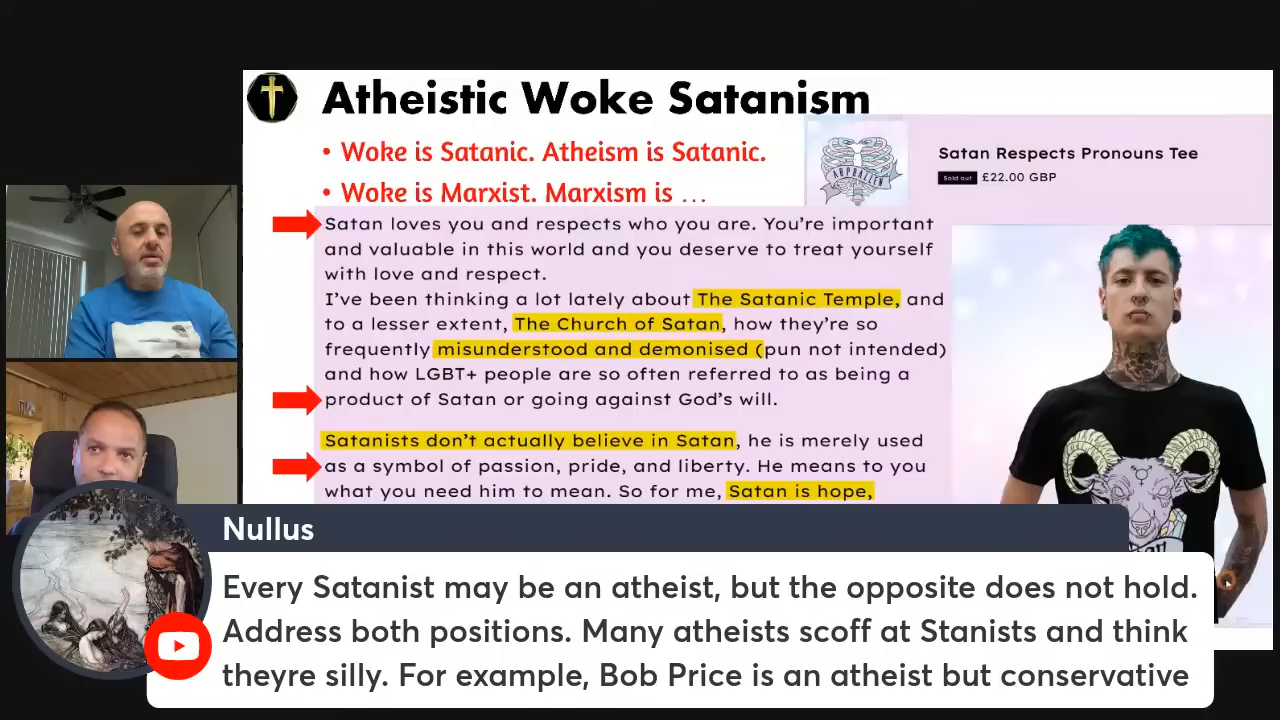 Atheistic Woke Satanism
• Woke is Satanic. Atheism is Satanic.
• Woke is Marxist. Marxism is …
Satan Respects Pronouns Tee
Sold out £22.00 GBP
Satan loves you and respects who you are. You’re important
and valuable in this world and you deserve to treat yourself
with love and respect.
I’ve been thinking a lot lately about The Satanic Temple, and
to a lesser extent, The Church of Satan, how they’re so
frequently misunderstood and demonised (pun not intended)
and how LGBT+ people are so often referred to as being a
product of Satan or going against God’s will.
Satanists don’t actually believe in Satan, he is merely used
as a symbol of passion, pride, and liberty. He means to you
what you need him to mean. So for me, Satan is hope,
Nullus
Every Satanist may be an atheist, but the opposite does not hold.
Address both positions. Many atheists scoff at Stanists and think
theyre silly. For example, Bob Price is an atheist but conservative